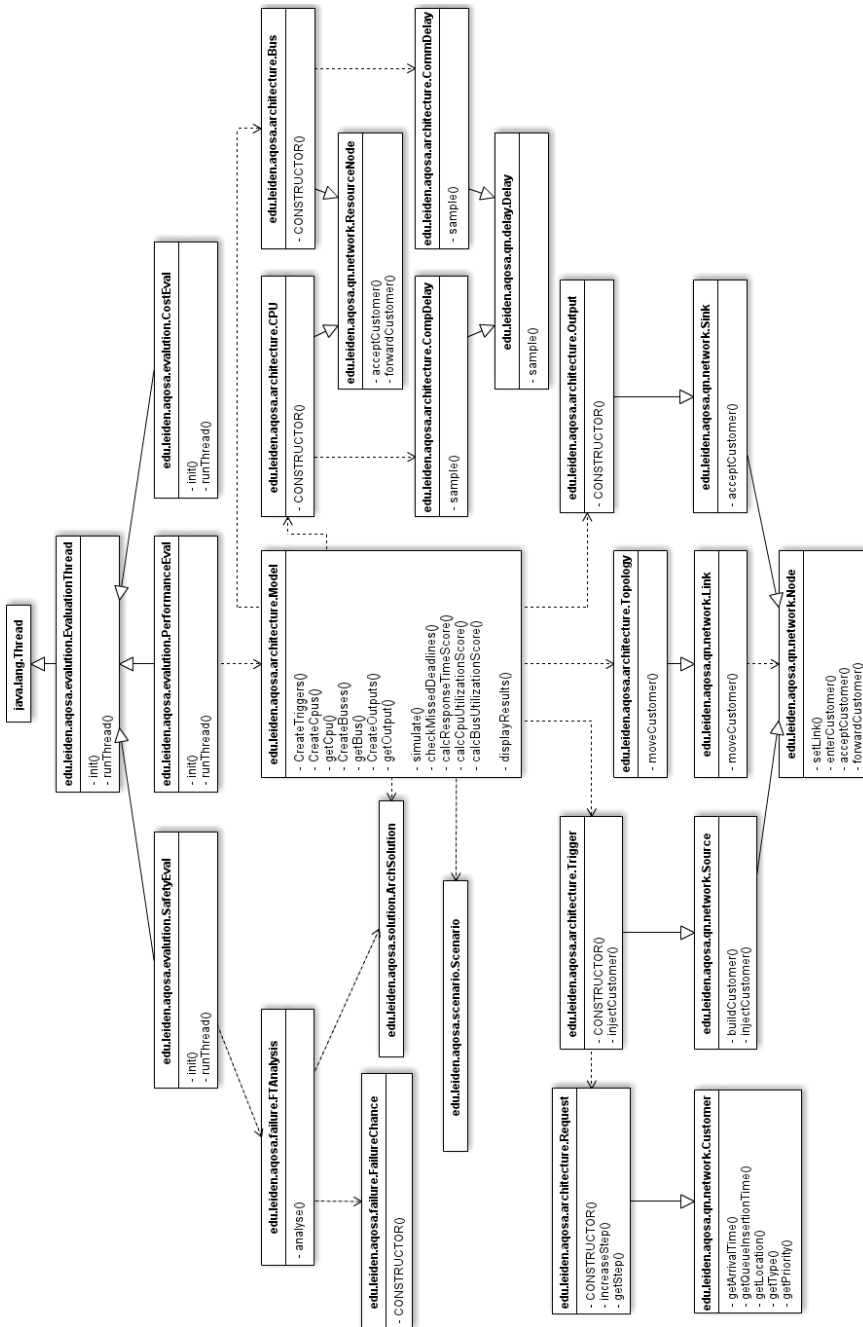 java.lang.Thread
edu.leiden.aqosa.evalution.EvaluationThread
- init()
- runThread()
edu.leiden.aqosa.evalution.SafetyEval
- init()
- runThread()
edu.leiden.aqosa.evalution.PerformanceEval
- init()
- runThread()
edu.leiden.aqosa.evalution.CostEval
- init()
- runThread()
edu.leiden.aqosa.failure.FTAnalysis
- analyse()
edu.leiden.aqosa.failure.FailureChance
- CONSTRUCTOR()
edu.leiden.aqosa.solution.ArchSolution
edu.leiden.aqosa.scenario.Scenario
edu.leiden.aqosa.architecture.Model
- CreateTriggers()
- CreateCpus()
- getCpu()
- CreateBuses()
- getBus()
- CreateOutputs()
- getOutput()
- simulate()
- checkMissedDeadlines()
- calcResponseTimeScore()
- calcCpuUtilizationScore()
- calcBusUtilizationScore()
- displayResults()
edu.leiden.aqosa.architecture.CPU
- CONSTRUCTOR()
edu.leiden.aqosa.architecture.Bus
- CONSTRUCTOR()
edu.leiden.aqosa.qn.network.ResourceNode
- acceptCustomer()
- forwardCustomer()
edu.leiden.aqosa.architecture.CompDelay
- sample()
edu.leiden.aqosa.architecture.CommDelay
- sample()
edu.leiden.aqosa.qn.delay.Delay
- sample()
edu.leiden.aqosa.architecture.Request
- CONSTRUCTOR()
- increaseStep()
- getStep()
edu.leiden.aqosa.architecture.Trigger
- CONSTRUCTOR()
- injectCustomer()
edu.leiden.aqosa.architecture.Topology
- moveCustomer()
edu.leiden.aqosa.architecture.Output
- CONSTRUCTOR()
edu.leiden.aqosa.qn.network.Customer
- getArrivalTime()
- getQueueInsertionTime()
- getLocation()
- getType()
- getPriority()
edu.leiden.aqosa.qn.network.Source
- buildCustomer()
- injectCustomer()
edu.leiden.aqosa.qn.network.Link
- moveCustomer()
edu.leiden.aqosa.qn.network.Sink
- acceptCustomer()
edu.leiden.aqosa.qn.network.Node
- setLink()
- enterCustomer()
- acceptCustomer()
- forwardCustomer()